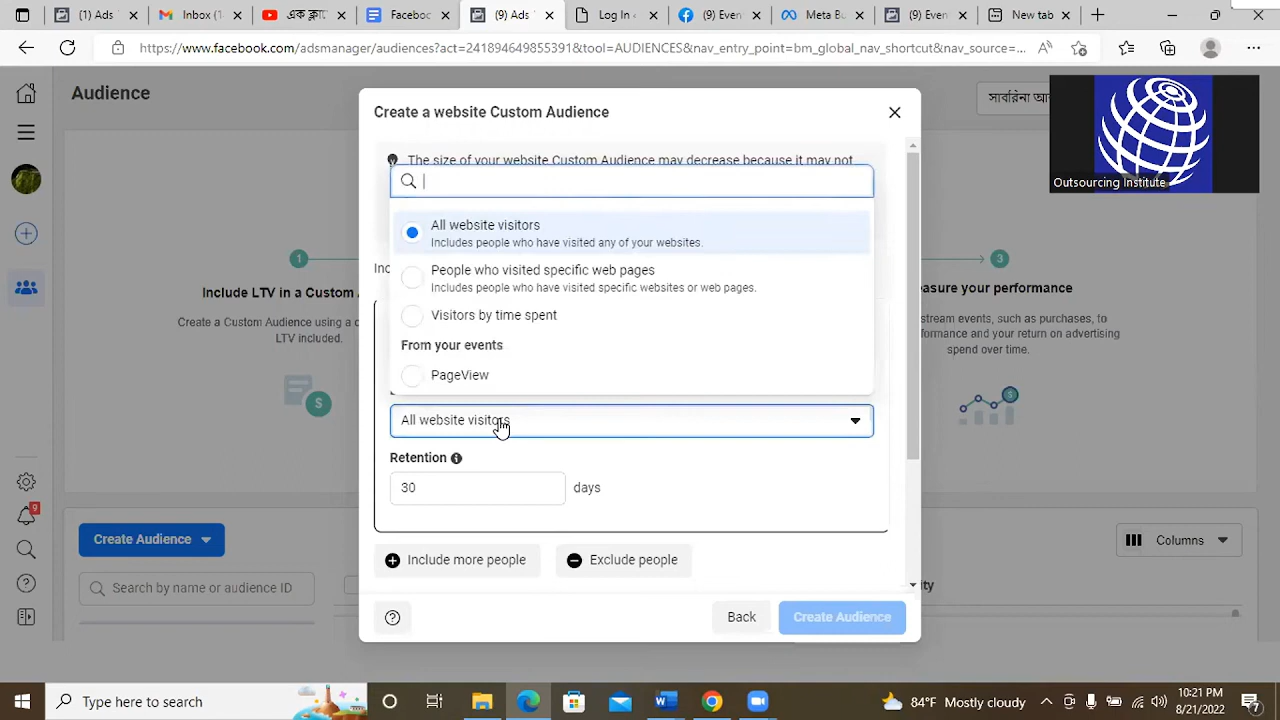 (1) Ads
Inbox (1
এক ক্লা
Faceboc
(9) Ads
Log In
(9) Even
Meta Bu
(9) Even
New tab
https://www.facebook.com/adsmanager/audiences?act=241894649855391&tool=AUDIENCES&nav_entry_point=bm_global_nav_shortcut&nav_source=...
Audience
Create a website Custom Audience
সাবরিনা আ
Outsourcing Institute
The size of your website Custom Audience may decrease because it may not
All website visitors
Includes people who have visited any of your websites.
People who visited specific web pages
Includes people who have visited specific websites or web pages.
Visitors by time spent
From your events
PageView
Inc
1
Include LTV in a Custom A
Create a Custom Audience using a c
LTV included.
3
easure your performance
stream events, such as purchases, to
rformance and your return on advertising
spend over time.
All website visitors
Retention
30 days
Include more people
Exclude people
Back
Create Audience
9
Create Audience
Search by name or audience ID
Columns
ity
Type here to search
84°F Mostly cloudy
10:21 PM
8/21/2022
7